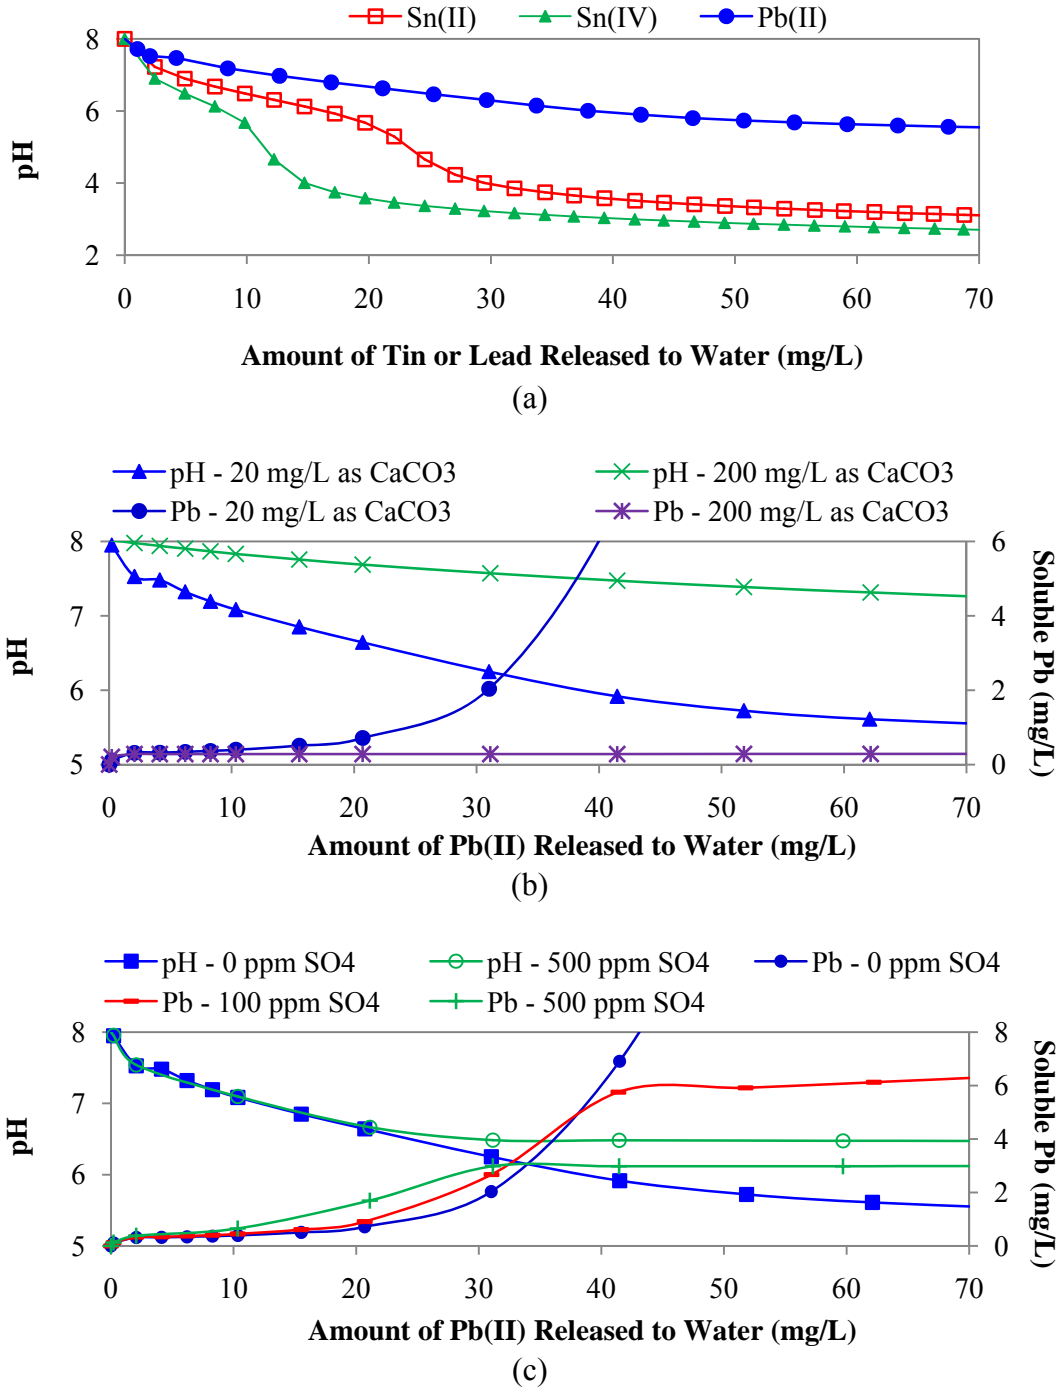 Sn(II) Sn(IV) Pb(II)
8
6
4
2
pH
0 10 20 30 40 50 60 70
Amount of Tin or Lead Released to Water (mg/L)
(a)
pH - 20 mg/L as CaCO3 pH - 200 mg/L as CaCO3
Pb - 20 mg/L as CaCO3 Pb - 200 mg/L as CaCO3
8 6
7 4
6 2
5 0
pH
Soluble Pb (mg/L)
0 10 20 30 40 50 60 70
Amount of Pb(II) Released to Water (mg/L)
(b)
pH - 0 ppm SO4 pH - 500 ppm SO4 Pb - 0 ppm SO4
Pb - 100 ppm SO4 Pb - 500 ppm SO4
8 8
7 6
4
6 2
5 0
pH
Soluble Pb (mg/L)
0 10 20 30 40 50 60 70
Amount of Pb(II) Released to Water (mg/L)
(c)